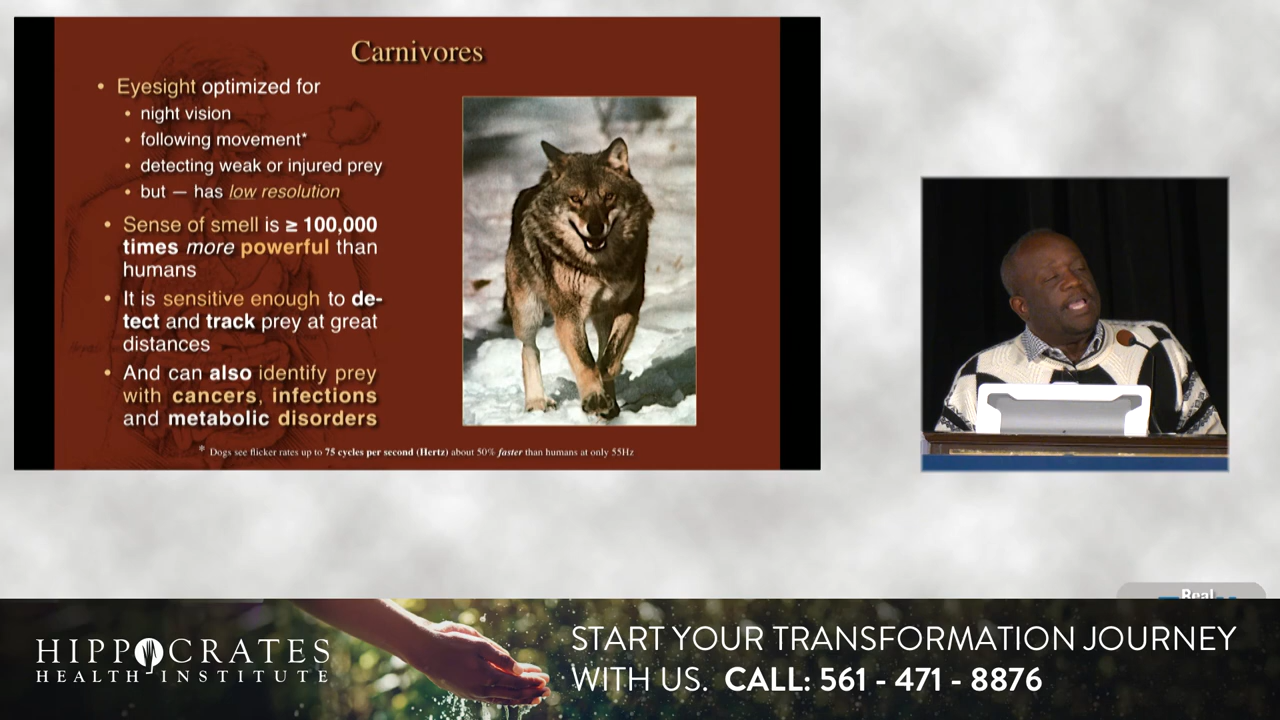 Carnivores
• Eyesight optimized for
• night vision
• following movement*
• detecting weak or injured prey
• but — has low resolution
• Sense of smell is ≥ 100,000
times more powerful than
humans
• It is sensitive enough to de-
tect and track prey at great
distances
• And can also identify prey
with cancers, infections
and metabolic disorders
* Dogs see flicker rates up to 75 cycles per second (Hertz) about 50% faster than humans at only 55Hz
Real
HIPPOCRATES
HEALTH INSTITUTE
START YOUR TRANSFORMATION JOURNEY
WITH US. CALL: 561 - 471 - 8876